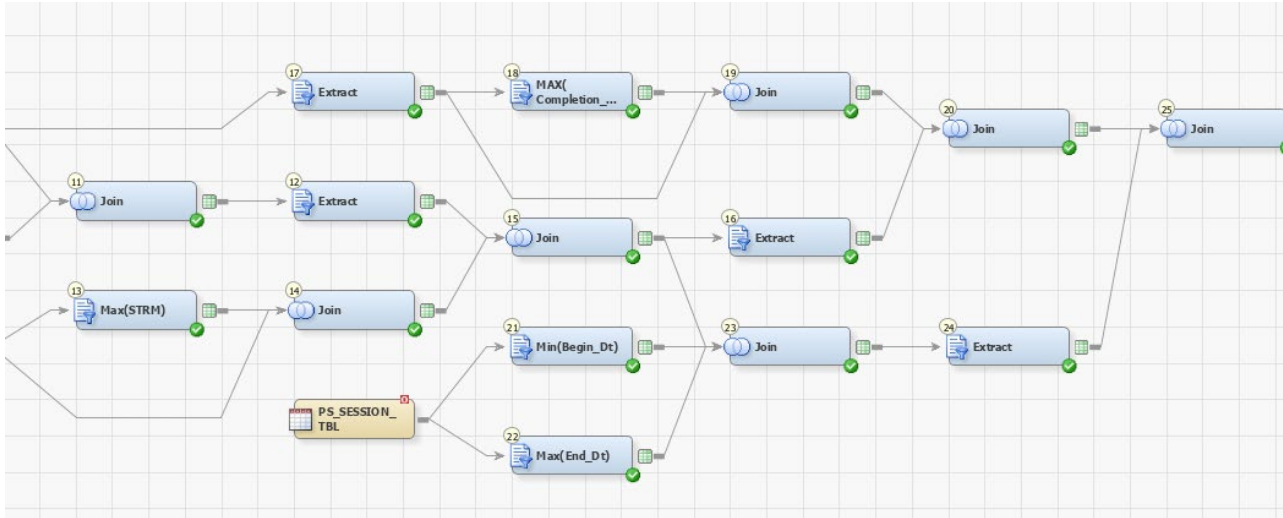 17
Extract
18
MAX(
Completion_...
19
Join
20
Join
25
Join
11
Join
12
Extract
15
Join
16
Extract
13
Max(STRM)
14
Join
21
Min(Begin_Dt)
23
Join
24
Extract
PS_SESSION_
TBL
22
Max(End_Dt)